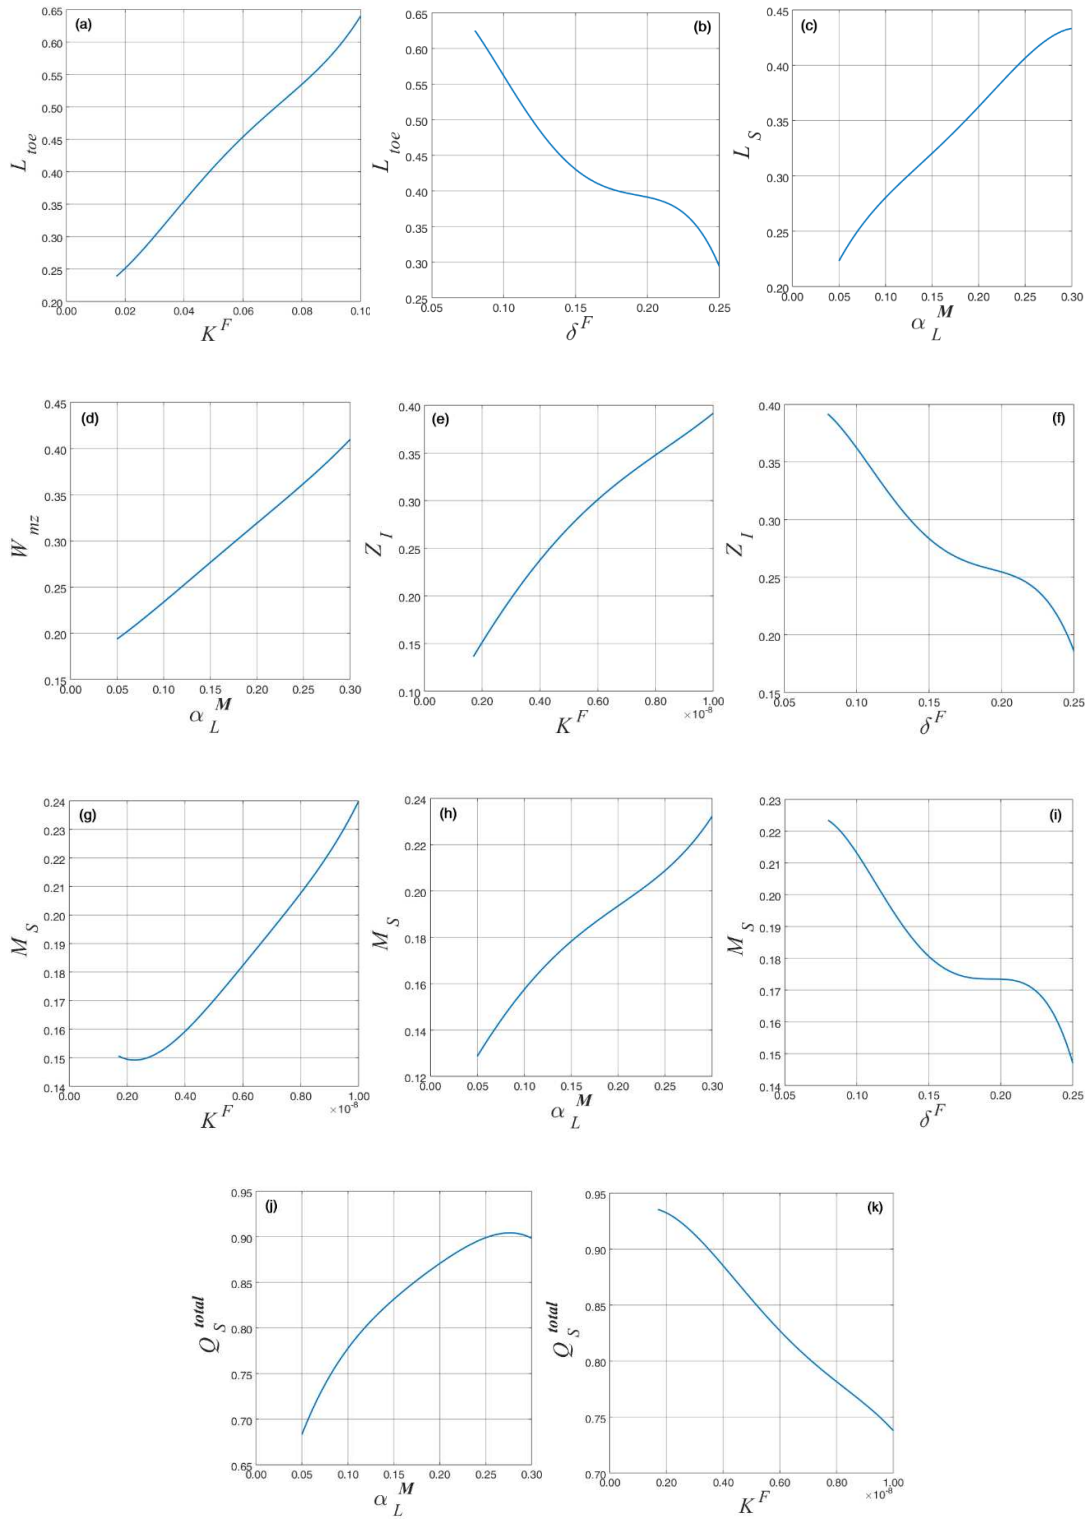 (a)
0.65
0.60
0.55
0.50
0.45
0.40
0.35
0.30
0.25
0.20
L toe
0.00 0.02 0.04 0.06 0.08 0.10
K^F
(b)
0.65
0.60
0.55
0.50
0.45
0.40
0.35
0.30
0.25
L toe
0.05 0.10 0.15 0.20 0.25
δ^F
(c)
0.45
0.40
0.35
0.30
0.25
0.20
L S
0.00 0.05 0.10 0.15 0.20 0.25 0.30
α L^M
(d)
0.45
0.40
0.35
0.30
0.25
0.20
0.15
W mz
0.00 0.05 0.10 0.15 0.20 0.25 0.30
α L^M
(e)
0.40
0.35
0.30
0.25
0.20
0.15
0.10
Z I
0.00 0.20 0.40 0.60 0.80 1.00
×10^-8
K^F
(f)
0.40
0.35
0.30
0.25
0.20
0.15
Z I
0.05 0.10 0.15 0.20 0.25
δ^F
(g)
0.24
0.23
0.22
0.21
0.20
0.19
0.18
0.17
0.16
0.15
0.14
M S
0.00 0.20 0.40 0.60 0.80 1.00
×10^-8
K^F
(h)
0.24
0.22
0.20
0.18
0.16
0.14
0.12
M S
0.00 0.05 0.10 0.15 0.20 0.25 0.30
α L^M
(i)
0.23
0.22
0.21
0.20
0.19
0.18
0.17
0.16
0.15
0.14
M S
0.05 0.10 0.15 0.20 0.25
δ^F
(j)
0.95
0.90
0.85
0.80
0.75
0.70
0.65
Q S^total
0.00 0.05 0.10 0.15 0.20 0.25 0.30
α L^M
(k)
0.95
0.90
0.85
0.80
0.75
0.70
Q S^total
0.00 0.20 0.40 0.60 0.80 1.00
×10^-8
K^F